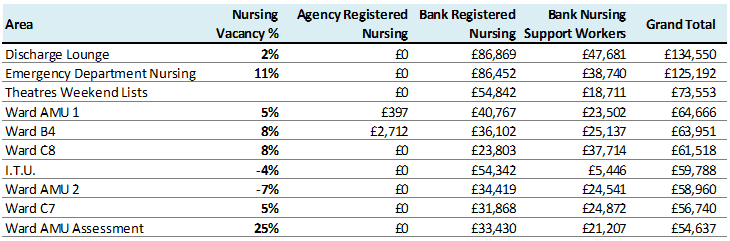 Area Nursing Vacancy % Agency Registered Nursing Bank Registered Nursing Bank Nursing Support Workers Grand Total
Discharge Lounge 2% £0 £86,869 £47,681 £134,550
Emergency Department Nursing 11% £0 £86,452 £38,740 £125,192
Theatres Weekend Lists £0 £54,842 £18,711 £73,553
Ward AMU 1 5% £397 £40,767 £23,502 £64,666
Ward B4 8% £2,712 £36,102 £25,137 £63,951
Ward C8 8% £0 £23,803 £37,714 £61,518
I.T.U. -4% £0 £54,342 £5,446 £59,788
Ward AMU 2 -7% £0 £34,419 £24,541 £58,960
Ward C7 5% £0 £31,868 £24,872 £56,740
Ward AMU Assessment 25% £0 £33,430 £21,207 £54,637